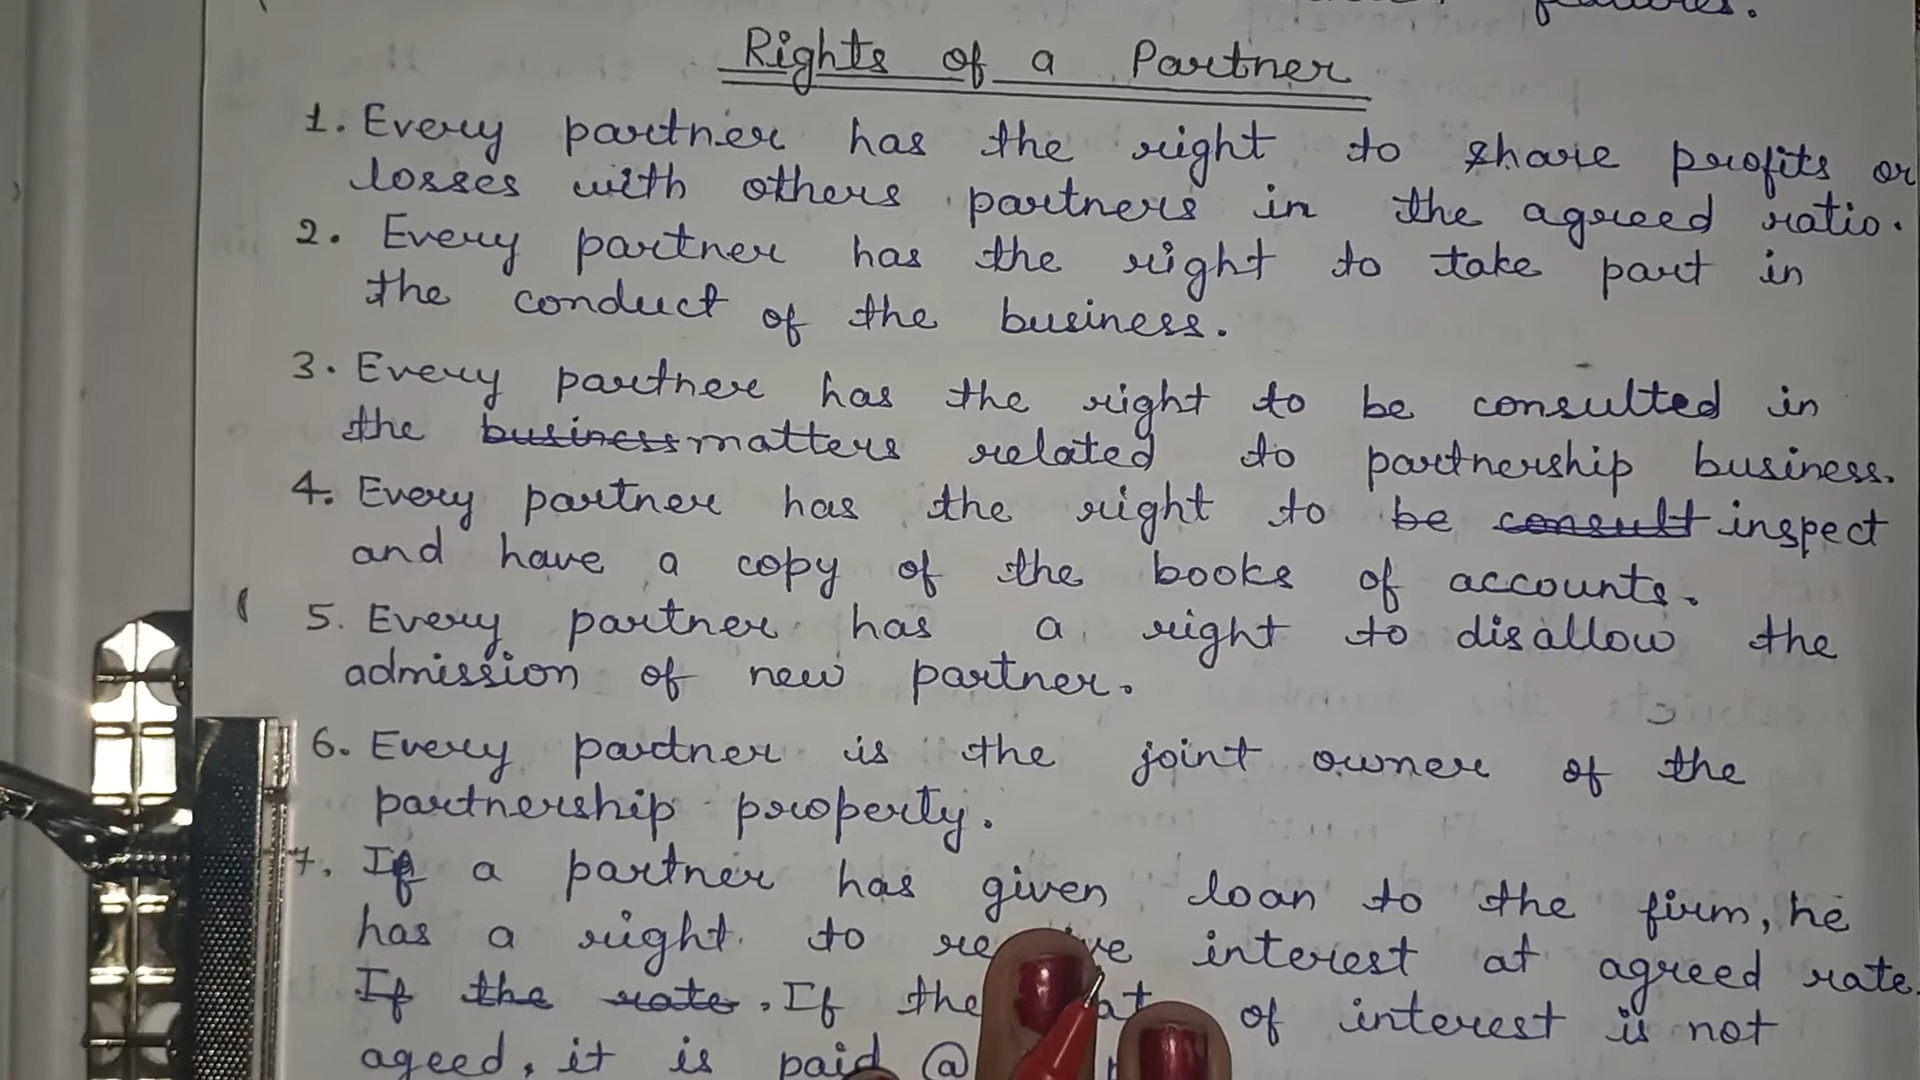 features.
Rights of a Partner
1. Every partner has the right to share profits or
losses with others partners in the agreed ratio.
2. Every partner has the right to take part in
the conduct of the business.
3. Every partner has the right to be consulted in
the business matters related to partnership business.
4. Every partner has the right to be consult inspect
and have a copy of the books of accounts.
5. Every partner has a right to disallow the
admission of new partner.
6. Every partner is the joint owner of the
partnership property.
7. If a partner has given loan to the firm, he
has a right to interest at agreed rate.
If the rate. If the of interest is not
ageed, it is paid @